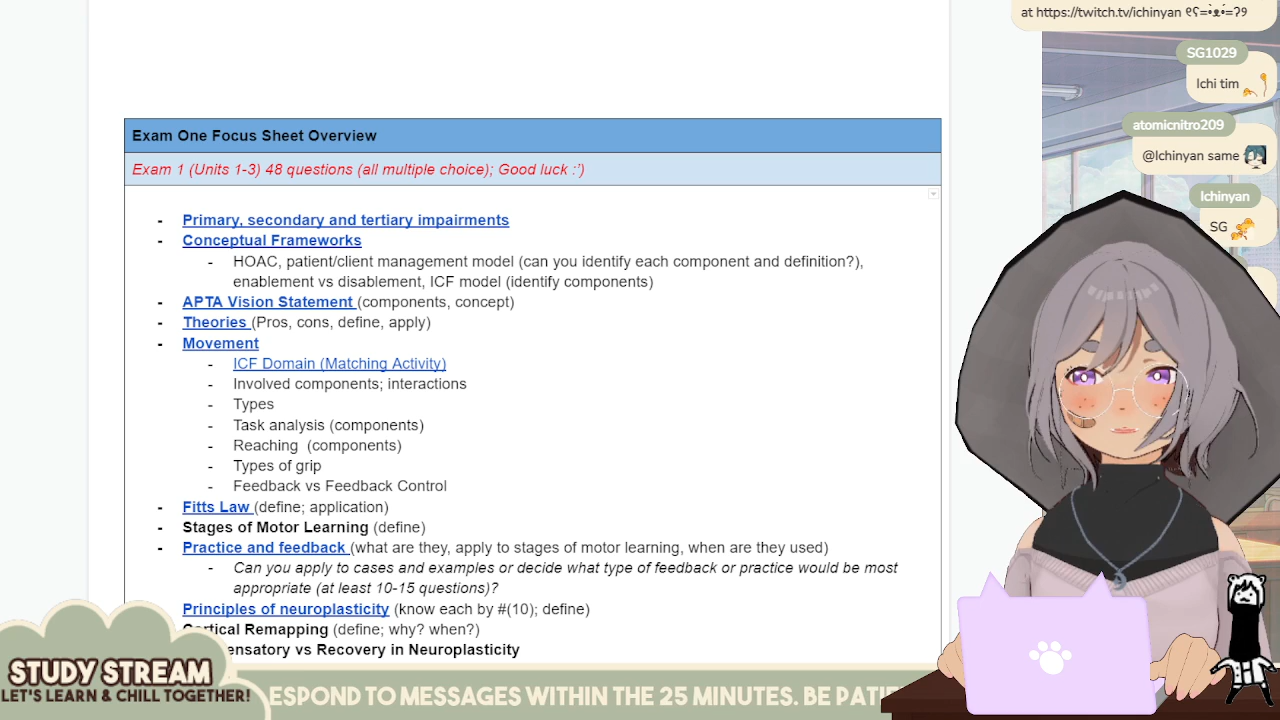 Exam One Focus Sheet Overview
Exam 1 (Units 1-3) 48 questions (all multiple choice); Good luck :')
- Primary, secondary and tertiary impairments
- Conceptual Frameworks
- HOAC, patient/client management model (can you identify each component and definition?),
enablement vs disablement, ICF model (identify components)
- APTA Vision Statement (components, concept)
- Theories (Pros, cons, define, apply)
- Movement
- ICF Domain (Matching Activity)
- Involved components; interactions
- Types
- Task analysis (components)
- Reaching (components)
- Types of grip
- Feedback vs Feedback Control
- Fitts Law (define; application)
- Stages of Motor Learning (define)
- Practice and feedback (what are they, apply to stages of motor learning, when are they used)
- Can you apply to cases and examples or decide what type of feedback or practice would be most
appropriate (at least 10-15 questions)?
Principles of neuroplasticity (know each by #(10); define)
Cortical Remapping (define; why? when?)
ensatory vs Recovery in Neuroplasticity
at https://twitch.tv/ichinyan
SG1029
Ichi tim
atomicnitro209
@Ichinyan same
Ichinyan
SG
STUDY STREAM
LET'S LEARN & CHILL TOGETHER!
ESPOND TO MESSAGES WITHIN THE 25 MINUTES. BE PATI